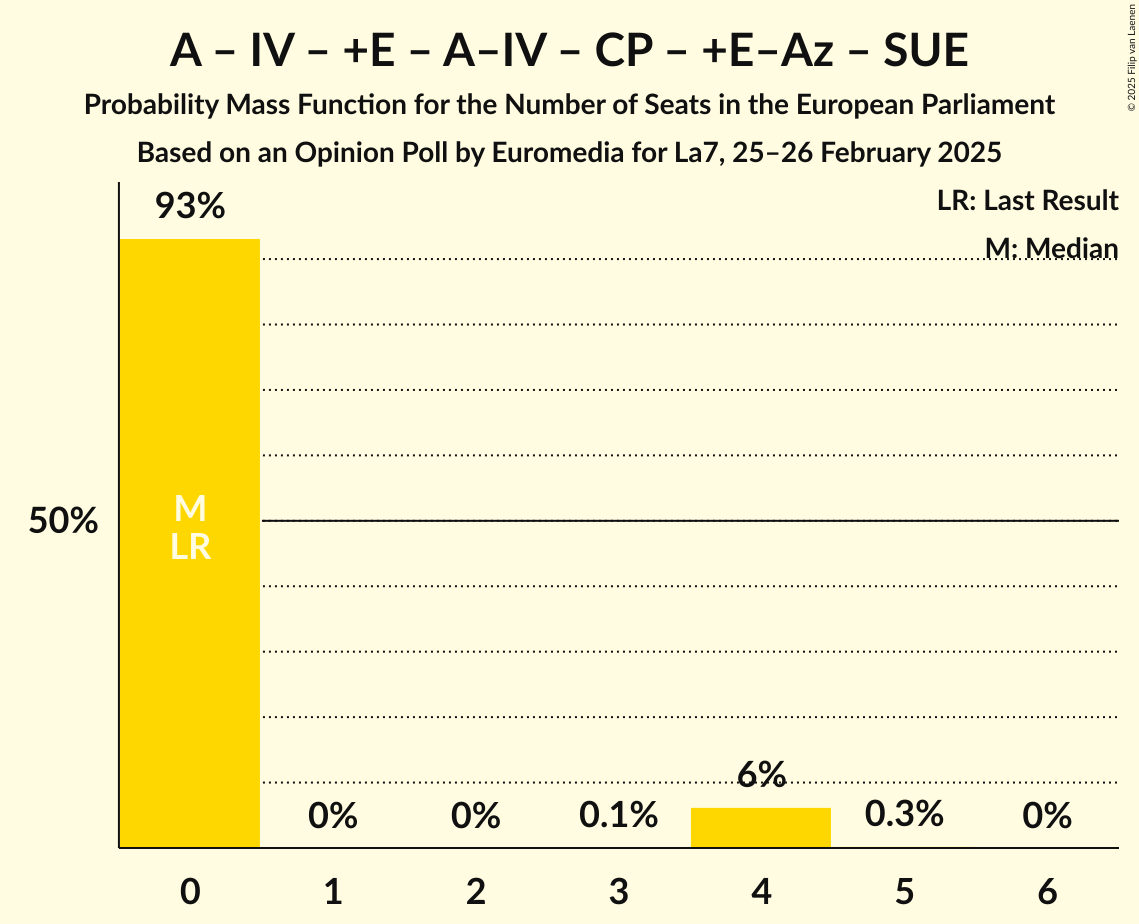 A – IV – +E – A–IV – CP – +E–Az – SUE
Probability Mass Function for the Number of Seats in the European Parliament
Based on an Opinion Poll by Euromedia for La7, 25–26 February 2025
© 2025 Filip van Laenen
LR: Last Result
M: Median
93%
50%
M
LR
0%
0%
0.1%
6%
0.3%
0%
0
1
2
3
4
5
6